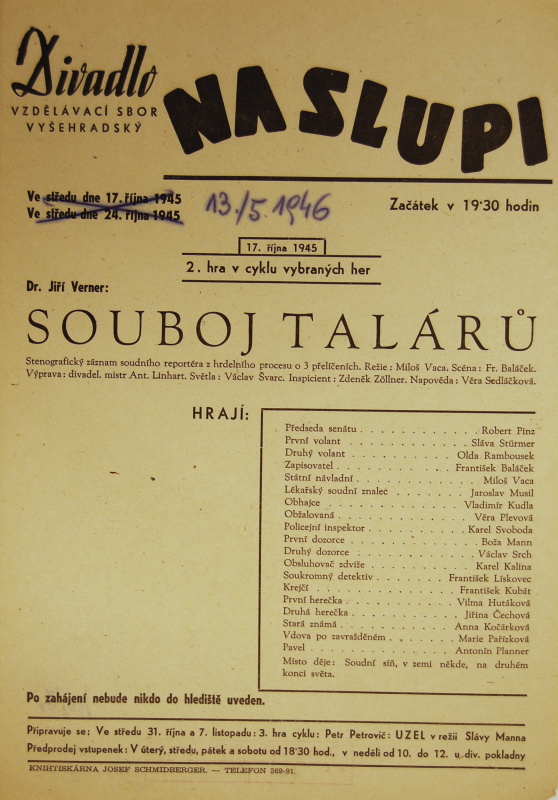 Divadlo
VZDĚLÁVACÍ SBOR
VYŠEHRADSKÝ
NA SLUPI
Ve středu dne 17. října 1945
Ve středu dne 24. října 1945
13./5. 1946
Začátek v 19·30 hodin
17. října 1945
2. hra v cyklu vybraných her
Dr. Jiří Verner:
SOUBOJ TALÁRŮ
Stenografický záznam soudního reportéra z hrdelního procesu o 3 přelíčeních. Režie: Miloš Vaca. Scéna: Fr. Baláček.
Výprava: divadel. mistr Ant. Linhart. Světla: Václav Švarc. Inspicient: Zdeněk Zöllner. Napověda: Věra Sedláčková.
HRAJÍ:
Předseda senátu . . . . . . . . . . . . Robert Pinz
První volant . . . . . . . . . . . . Sláva Stürmer
Druhý volant . . . . . . . . . . . . Olda Rambousek
Zapisovatel . . . . . . . . . . . . František Baláček
Státní návladní . . . . . . . . . . . . Miloš Vaca
Lékařský soudní znalec . . . . . . . Jaroslav Musil
Obhajce . . . . . . . . . . . . Vladimír Kudla
Obžalovaná . . . . . . . . . . . . Věra Plevová
Policejní inspektor . . . . . . . . . . Karel Svoboda
První dozorce . . . . . . . . . . . . Boža Mann
Druhý dozorce . . . . . . . . . . . . Václav Srch
Obsluhovač zdviže . . . . . . . . . . Karel Kalina
Soukromný detektiv . . . . . . . . František Lískovec
Krejčí . . . . . . . . . . . . František Kubát
První herečka . . . . . . . . . . Vilma Hutáková
Druhá herečka . . . . . . . . . . Jiřina Čechová
Stará známá . . . . . . . . . . Anna Kočárková
Vdova po zavražděném . . . . . . . Marie Pařízková
Pavel . . . . . . . . . . . . Antonín Planner
Místo děje: Soudní síň, v zemi někde, na druhém
konci světa.
Po zahájení nebude nikdo do hlediště uveden.
Připravuje se: Ve středu 31. října a 7. listopadu: 3. hra cyklu: Petr Petrovič: UZEL v režii Slávy Manna
Předprodej vstupenek: V úterý, středu, pátek a sobotu od 18·30 hod., v neděli od 10. do 12. u div. pokladny
KNIHTISKÁRNA JOSEF SCHMIDBERGER. — TELEFON 369-91.